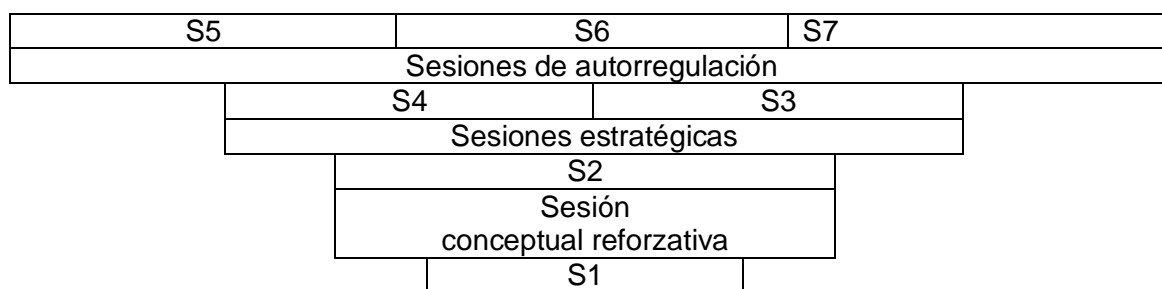 S5 S6 S7
Sesiones de autorregulación
S4 S3
Sesiones estratégicas
S2
Sesión
conceptual reforzativa
S1